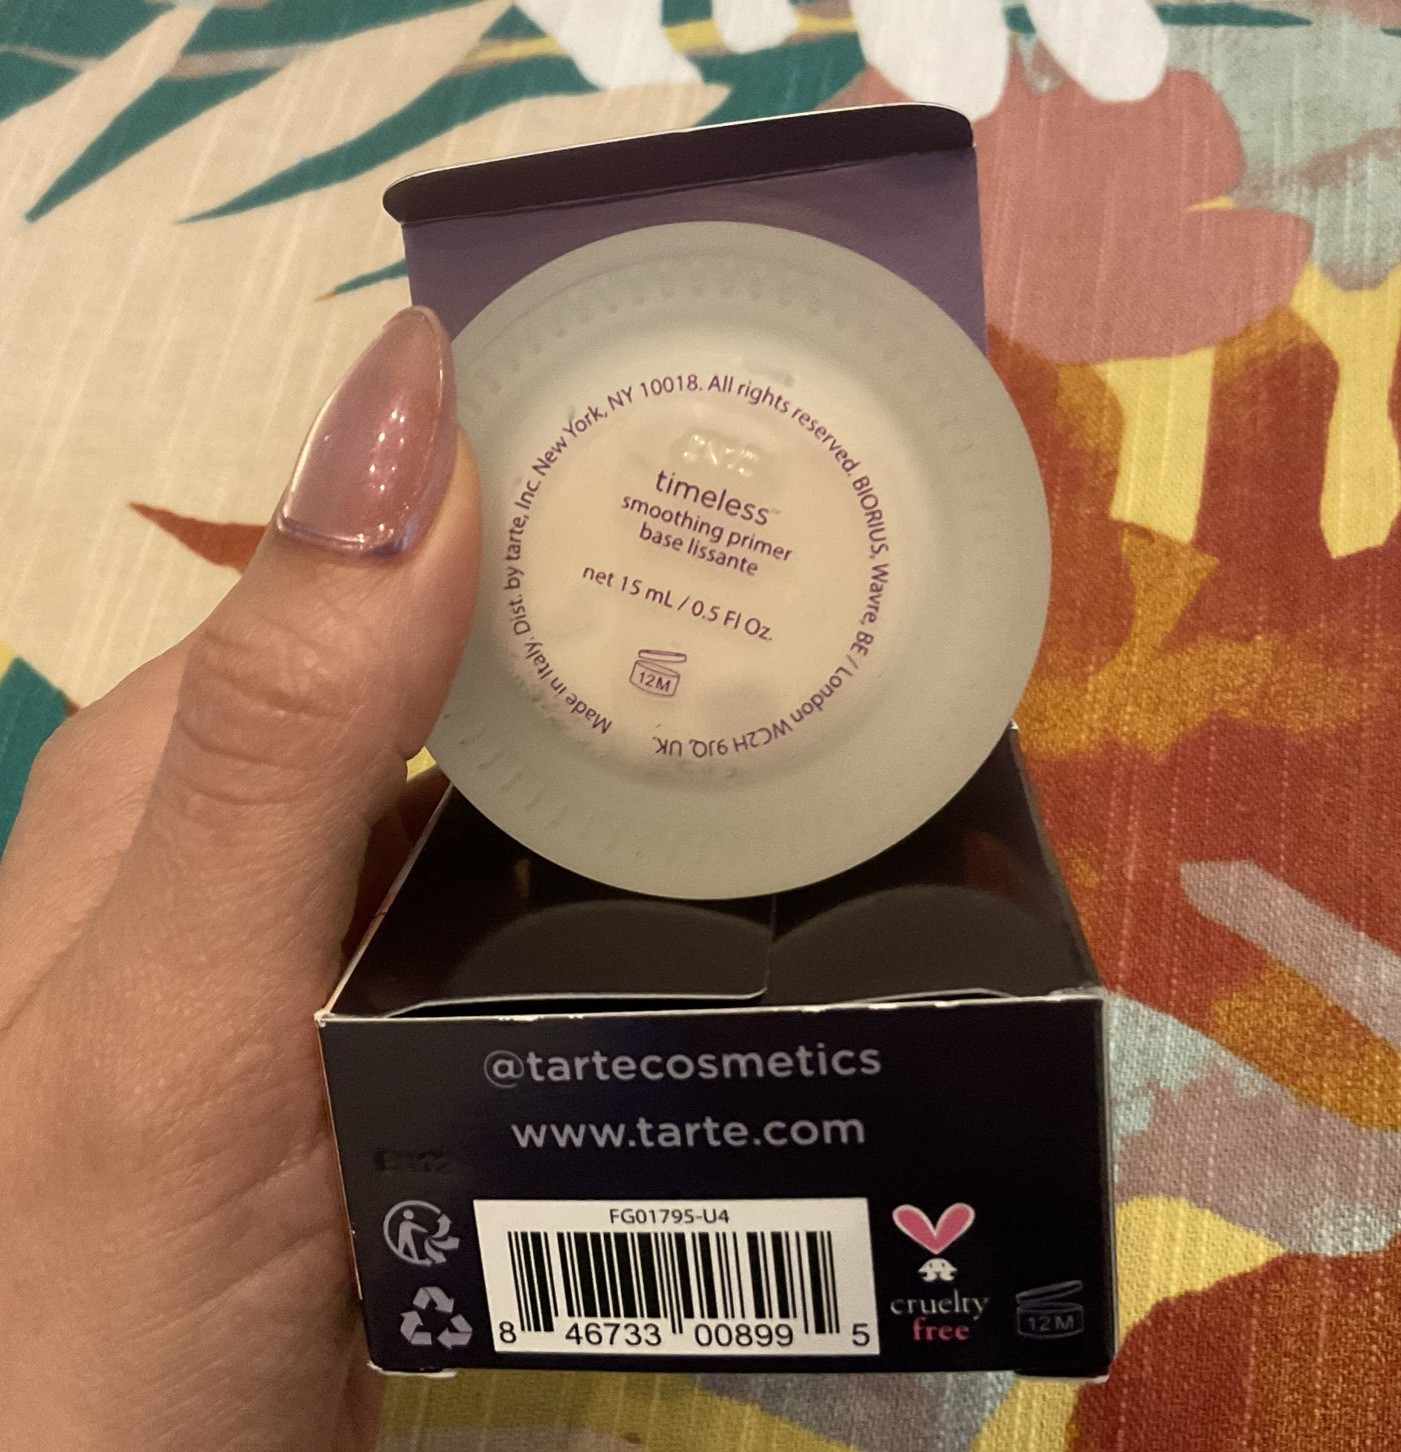 Made in Italy. Dist. by tarte, Inc. New York, NY 10018. All rights reserved. BIORIUS, Wavre, BE / London WC2H 9JQ, UK.
timeless™
smoothing primer
base lissante
net 15 mL / 0.5 Fl Oz.
12M
@tartecosmetics
www.tarte.com
FG01795-U4
8 46733 00899 5
cruelty
free
12M